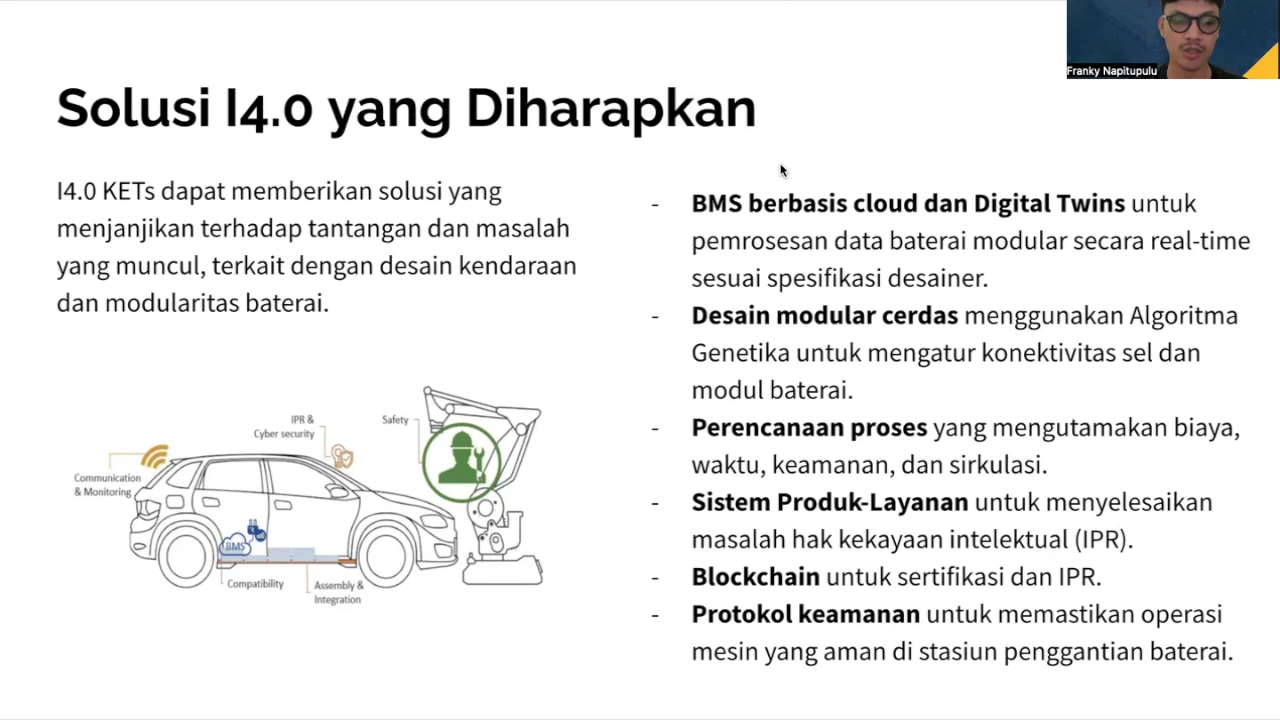 Franky Napitupulu
Solusi I4.0 yang Diharapkan
I4.0 KETs dapat memberikan solusi yang
menjanjikan terhadap tantangan dan masalah
yang muncul, terkait dengan desain kendaraan
dan modularitas baterai.
IPR &
Cyber security
Safety
Communication
& Monitoring
BMS
Compatibility
Assembly &
Integration
- BMS berbasis cloud dan Digital Twins untuk
pemrosesan data baterai modular secara real-time
sesuai spesifikasi desainer.
- Desain modular cerdas menggunakan Algoritma
Genetika untuk mengatur konektivitas sel dan
modul baterai.
- Perencanaan proses yang mengutamakan biaya,
waktu, keamanan, dan sirkulasi.
- Sistem Produk-Layanan untuk menyelesaikan
masalah hak kekayaan intelektual (IPR).
- Blockchain untuk sertifikasi dan IPR.
- Protokol keamanan untuk memastikan operasi
mesin yang aman di stasiun penggantian baterai.